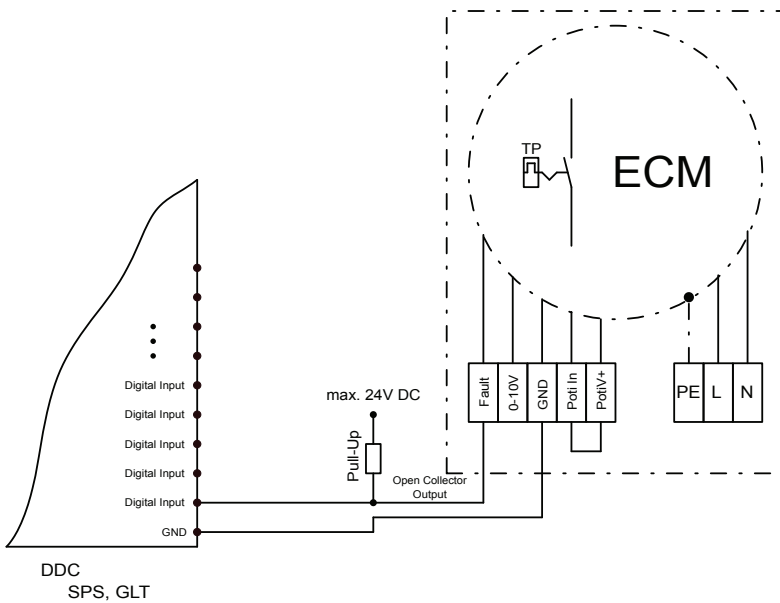 TP
ECM
Fault
0-10V
GND
Poti In
PotiV+
PE
L
N
max. 24V DC
Pull-Up
Open Collector
Output
Digital Input
Digital Input
Digital Input
Digital Input
Digital Input
GND
DDC
SPS, GLT